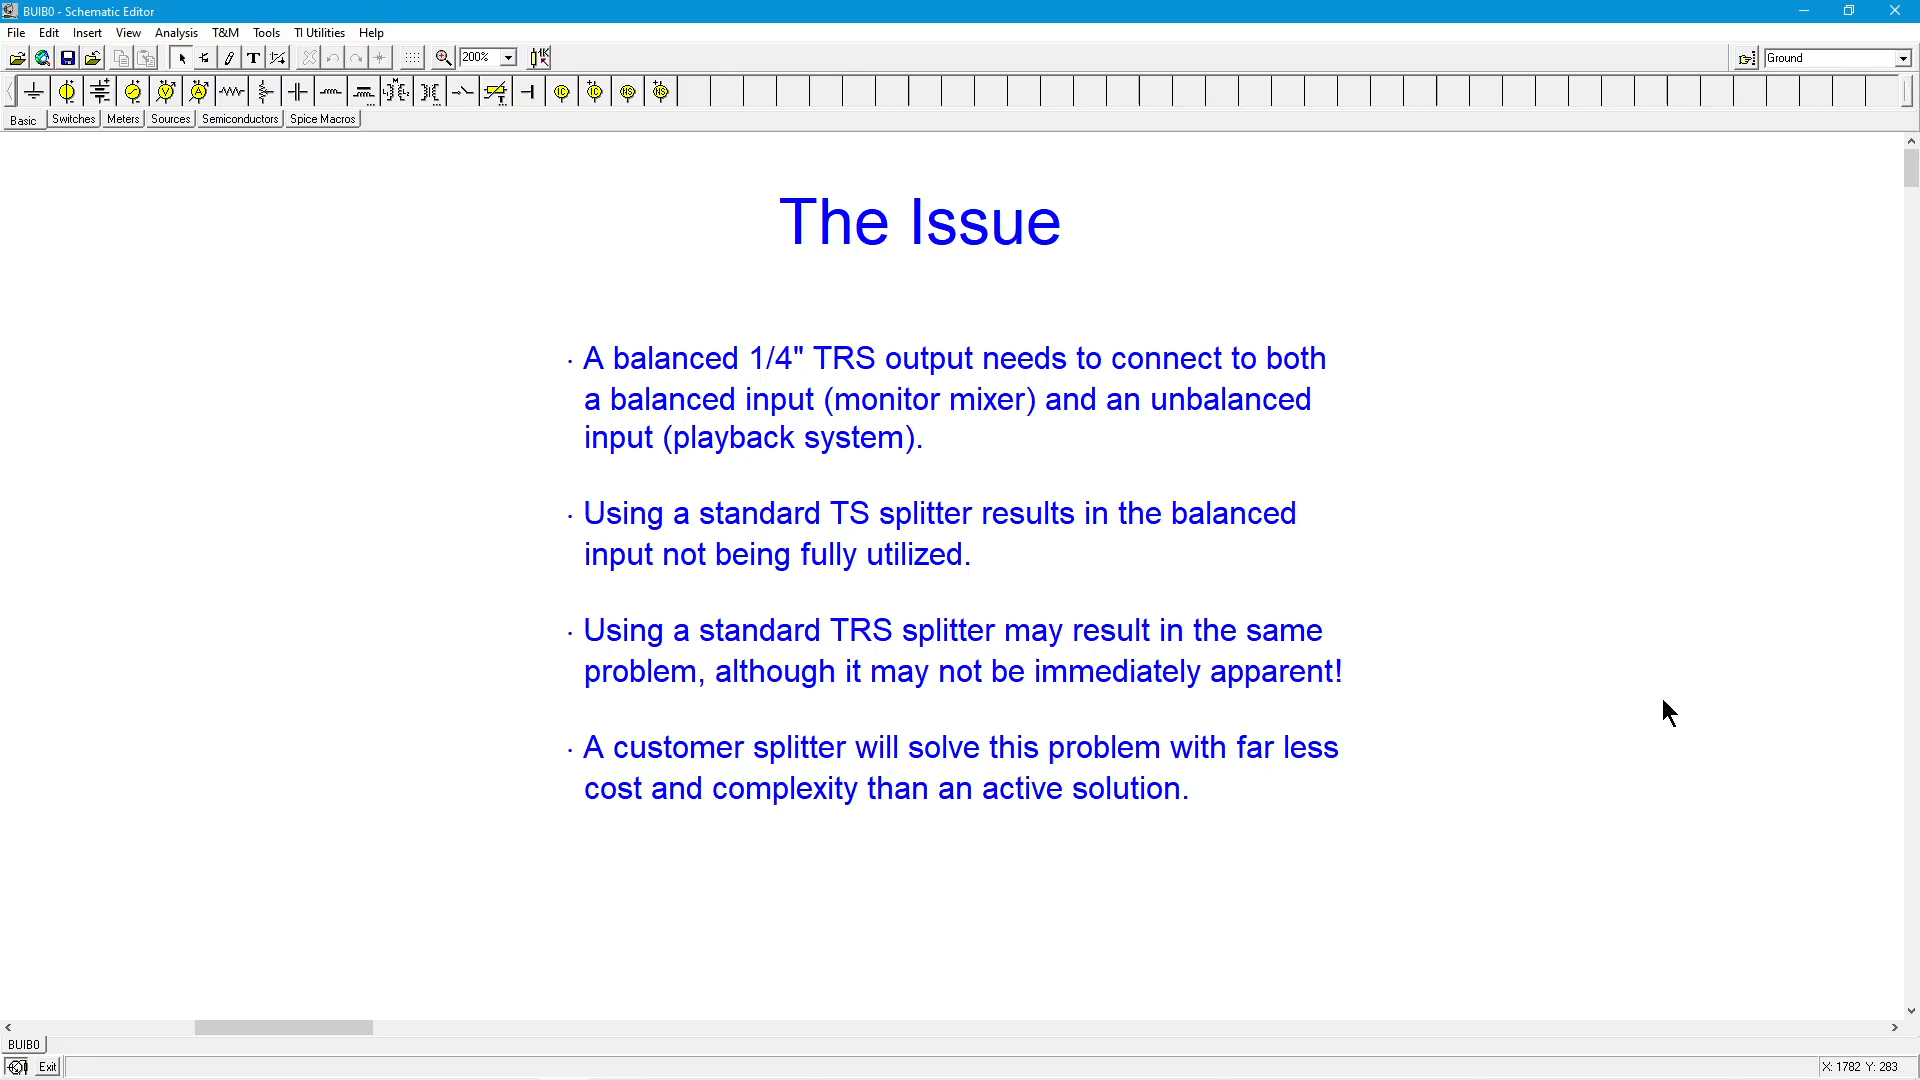 BUIB0 - Schematic Editor
File Edit Insert View Analysis T&M Tools TI Utilities Help
T 200% 1K Ground
Basic Switches Meters Sources Semiconductors Spice Macros
The Issue
· A balanced 1/4" TRS output needs to connect to both
a balanced input (monitor mixer) and an unbalanced
input (playback system).
· Using a standard TS splitter results in the balanced
input not being fully utilized.
· Using a standard TRS splitter may result in the same
problem, although it may not be immediately apparent!
· A customer splitter will solve this problem with far less
cost and complexity than an active solution.
BUIB0
Exit X: 1782 Y: 283